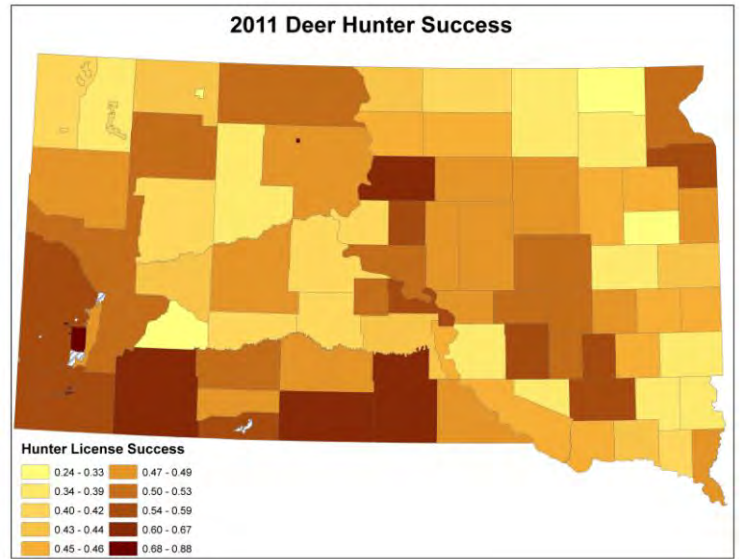 2011 Deer Hunter Success
Hunter License Success
0.24 - 0.33
0.34 - 0.39
0.40 - 0.42
0.43 - 0.44
0.45 - 0.46
0.47 - 0.49
0.50 - 0.53
0.54 - 0.59
0.60 - 0.67
0.68 - 0.88